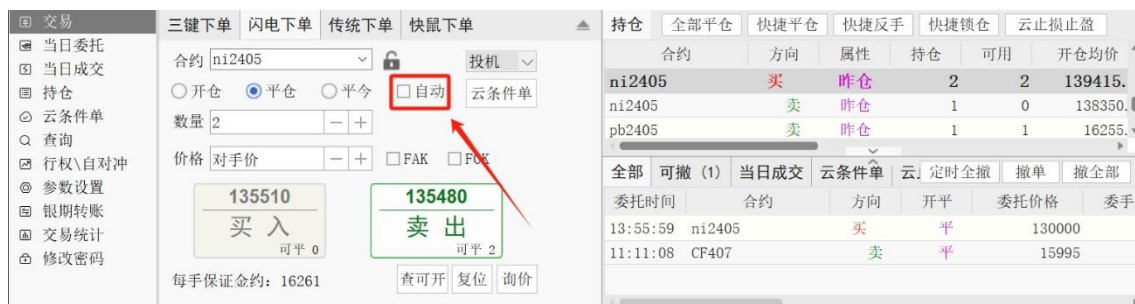 交易
当日委托
当日成交
持仓
云条件单
查询
行权\自对冲
参数设置
银期转账
交易统计
修改密码
三键下单 闪电下单 传统下单 快鼠下单
合约 ni2405 投机
开仓 平仓 平今 自动 云条件单
数量 2 - +
价格 对手价 - + FAK FOK
135510 135480
买 入 卖 出
可平 0 可平 2
每手保证金约: 16261 查可开 复位 询价
持仓 全部平仓 快捷平仓 快捷反手 快捷锁仓 云止损止盈
合约 方向 属性 持仓 可用 开仓均价
ni2405 买 昨仓 2 2 139415.
ni2405 卖 昨仓 1 0 138350.
pb2405 卖 昨仓 1 1 16255.
全部 可撤 (1) 当日成交 云条件单 云 定时全撤 撤单 撤全部
委托时间 合约 方向 开平 委托价格 委手
13:55:59 ni2405 买 平 130000
11:11:08 CF407 卖 平 15995